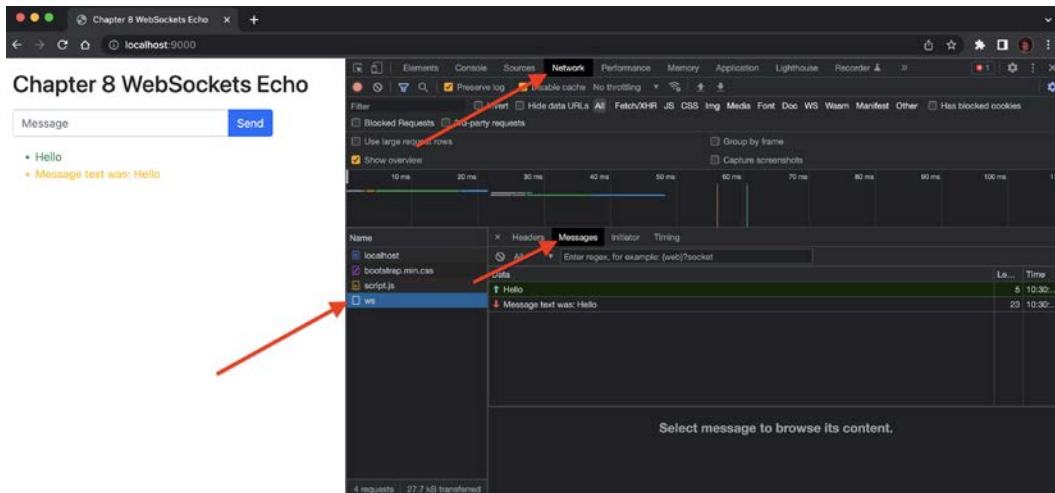 Chapter 8 WebSockets Echo × +
localhost:9000
Chapter 8 WebSockets Echo
Message Send
Hello
Message text was: Hello
Elements Console Sources Network Performance Memory Application Lighthouse Recorder » 1
Preserve log Disable cache No throttling
Filter Invert Hide data URLs All Fetch/XHR JS CSS Img Media Font Doc WS Wasm Manifest Other Has blocked cookies
Blocked Requests 3rd-party requests
Use large request rows Group by frame
Show overview Capture screenshots
10 ms 20 ms 30 ms 40 ms 50 ms 60 ms 70 ms 80 ms 90 ms 100 ms
Name × Headers Messages Initiator Timing
localhost All Enter regex, for example: (web)?socket
bootstrap.min.css Data Le... Time
script.js Hello 5 10:30:...
ws Message text was: Hello 23 10:30:...
Select message to browse its content.
4 requests 27.7 kB transferred